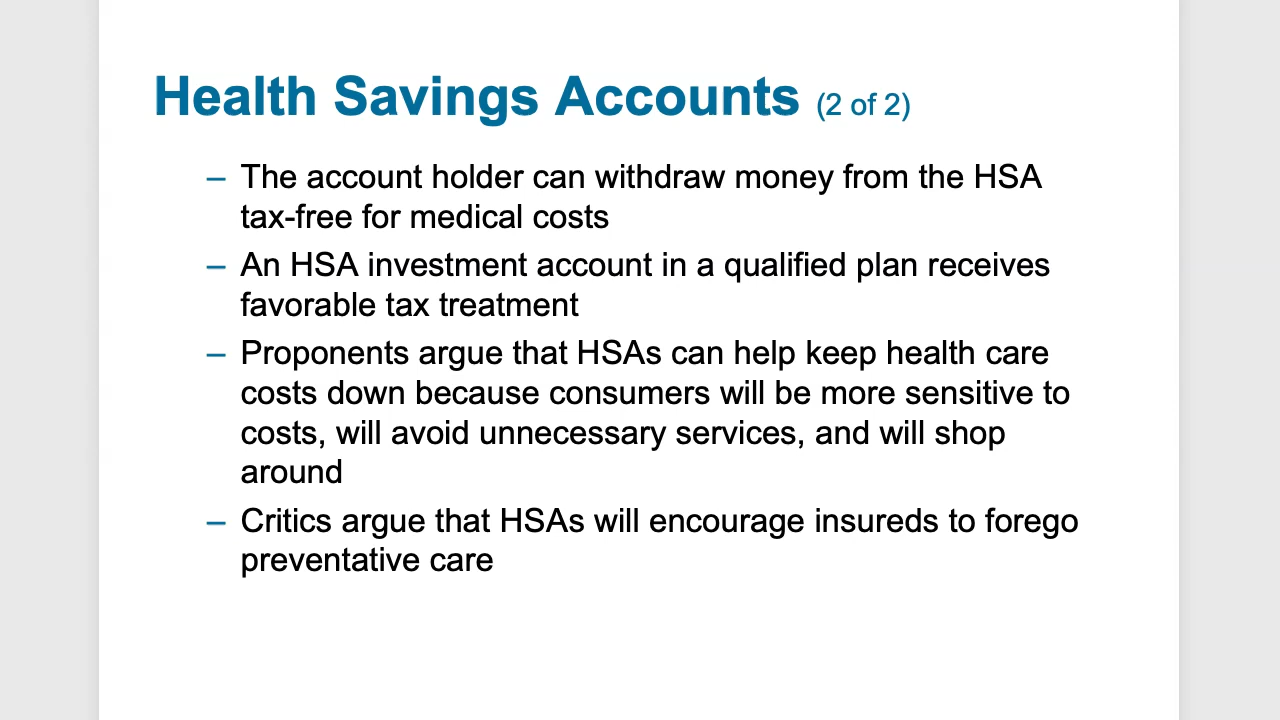 Health Savings Accounts (2 of 2)
– The account holder can withdraw money from the HSA
tax-free for medical costs
– An HSA investment account in a qualified plan receives
favorable tax treatment
– Proponents argue that HSAs can help keep health care
costs down because consumers will be more sensitive to
costs, will avoid unnecessary services, and will shop
around
– Critics argue that HSAs will encourage insureds to forego
preventative care